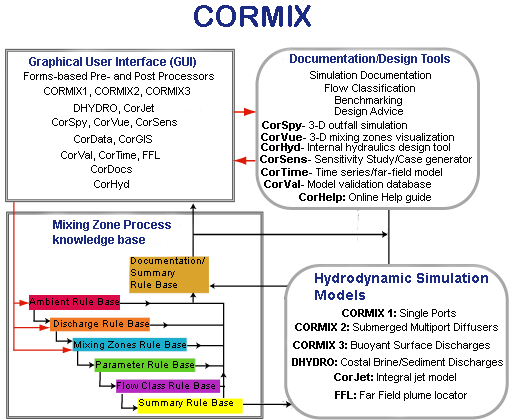 CORMIX
Graphical User Interface (GUI)
Forms-based Pre- and Post Processors
CORMIX1, CORMIX2, CORMIX3
DHYDRO, CorJet
CorSpy, CorVue, CorSens
CorData, CorGIS
CorVal, CorTime, FFL
CorDocs
CorHyd
Documentation/Design Tools
Simulation Documentation
Flow Classification
Benchmarking
Design Advice
CorSpy- 3-D outfall simulation
CorVue- 3-D mixing zones visualization
CorHyd- Internal hydraulics design tool
CorSens- Sensitivity Study/Case generator
CorTime- Time series/far-field model
CorVal- Model validation database
CorHelp: Online Help guide
Mixing Zone Process
knowledge base
Documentation/
Summary
Rule Base
Ambient Rule Base
Discharge Rule Base
Mixing Zones Rule Base
Parameter Rule Base
Flow Class Rule Base
Summary Rule Base
Hydrodynamic Simulation
Models
CORMIX 1: Single Ports
CORMIX 2: Submerged Multiport Diffusers
CORMIX 3: Buoyant Surface Discharges
DHYDRO: Costal Brine/Sediment Discharges
CorJet: Integral jet model
FFL: Far Field plume locator